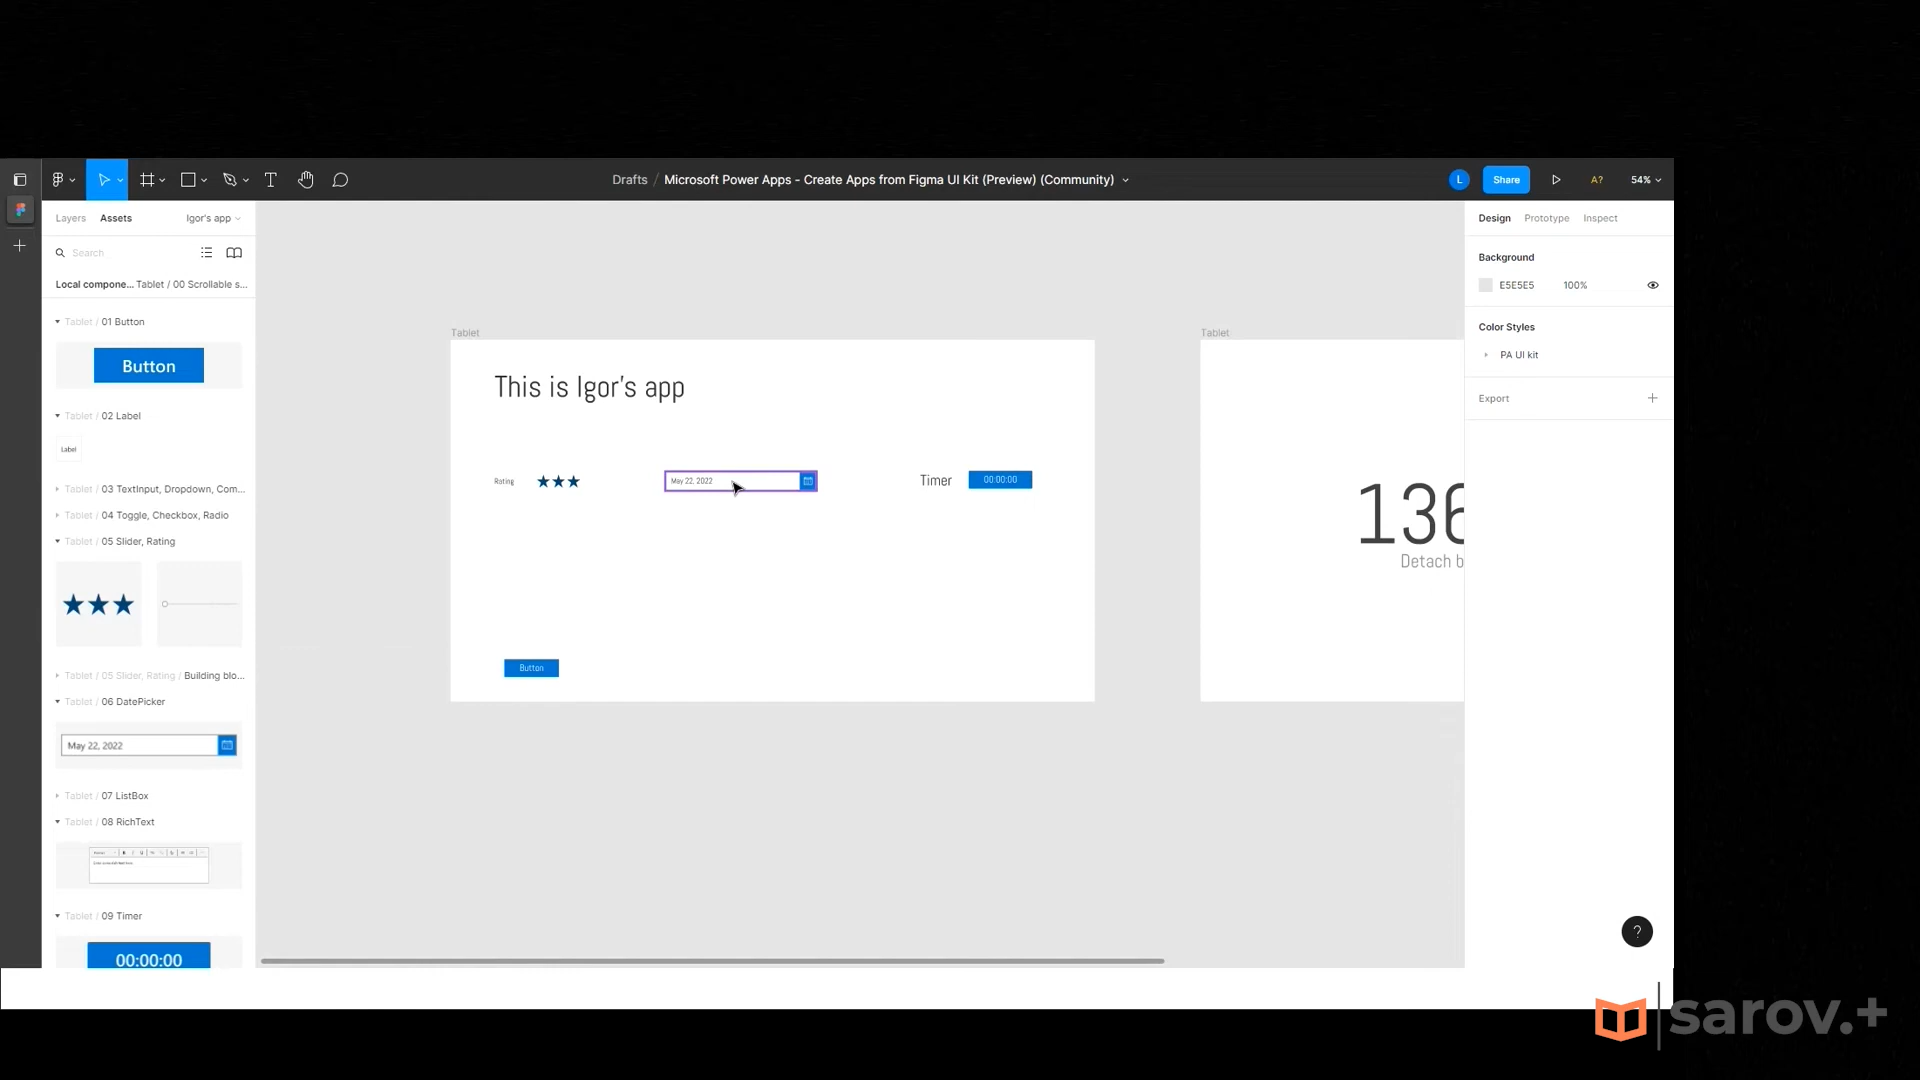 Drafts / Microsoft Power Apps - Create Apps from Figma UI Kit (Preview) (Community)
L
Share
A?
54%
Layers Assets Igor's app
Search
Local compone... Tablet / 00 Scrollable s...
Tablet / 01 Button
Button
Tablet / 02 Label
Label
Tablet / 03 TextInput, Dropdown, Com...
Tablet / 04 Toggle, Checkbox, Radio
Tablet / 05 Slider, Rating
Tablet / 05 Slider, Rating / Building blo...
Tablet / 06 DatePicker
May 22, 2022
Tablet / 07 ListBox
Tablet / 08 RichText
Tablet / 09 Timer
00:00:00
Tablet
This is Igor's app
Rating
May 22, 2022
Timer
00:00:00
Button
Tablet
136
Detach b
Design Prototype Inspect
Background
E5E5E5 100%
Color Styles
PA UI kit
Export
?
sarov.+